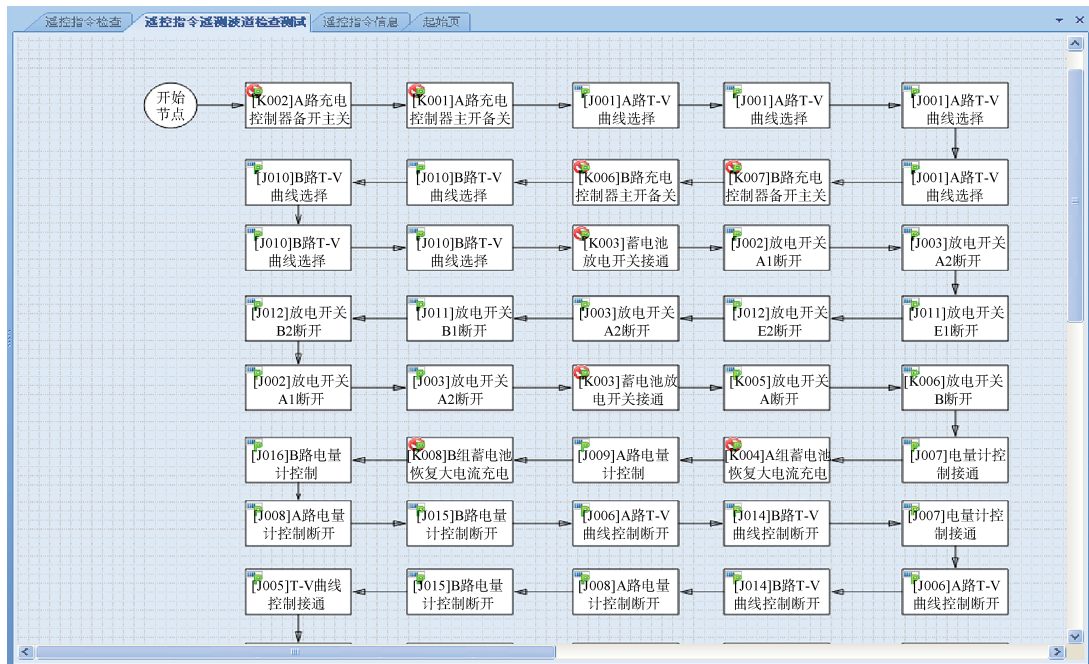 遥控指令检查
遥控指令遥测波道检查测试
遥控指令信息
起始页
开始
节点
[K002]A路充电
控制器备开主关
[K001]A路充电
控制器主开备关
[J001]A路T-V
曲线选择
[J001]A路T-V
曲线选择
[J001]A路T-V
曲线选择
[J010]B路T-V
曲线选择
[J010]B路T-V
曲线选择
[K006]B路充电
控制器主开备关
[K007]B路充电
控制器备开主关
[J001]A路T-V
曲线选择
[J010]B路T-V
曲线选择
[J010]B路T-V
曲线选择
[K003]蓄电池
放电开关接通
[J002]放电开关
A1断开
[J003]放电开关
A2断开
[J012]放电开关
B2断开
[J011]放电开关
B1断开
[J003]放电开关
A2断开
[J012]放电开关
E2断开
[J011]放电开关
E1断开
[J002]放电开关
A1断开
[J003]放电开关
A2断开
[K003]蓄电池放
电开关接通
[K005]放电开关
A断开
[K006]放电开关
B断开
[J016]B路电量
计控制
[K008]B组蓄电池
恢复大电流充电
[J009]A路电量
计控制
[K004]A组蓄电池
恢复大电流充电
[J007]电量计控
制接通
[J008]A路电量
计控制断开
[J015]B路电量
计控制断开
[J006]A路T-V
曲线控制断开
[J014]B路T-V
曲线控制断开
[J007]电量计控
制接通
[J005]T-V曲线
控制接通
[J015]B路电量
计控制断开
[J008]A路电量
计控制断开
[J014]B路T-V
曲线控制断开
[J006]A路T-V
曲线控制断开